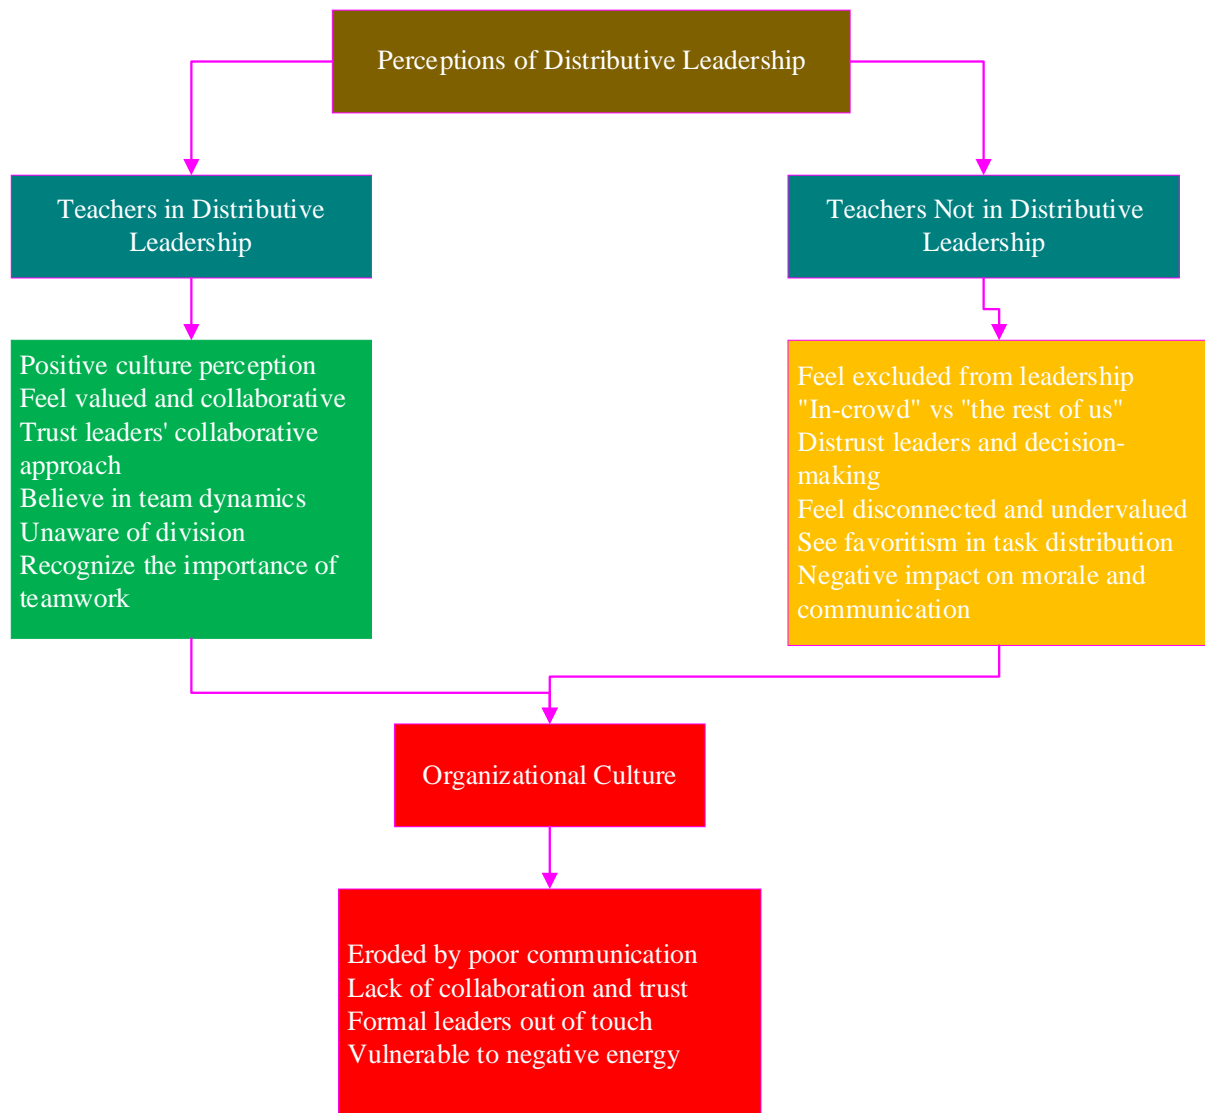 Perceptions of Distributive Leadership
Teachers in Distributive
Leadership
Teachers Not in Distributive
Leadership
Positive culture perception
Feel valued and collaborative
Trust leaders' collaborative
approach
Believe in team dynamics
Unaware of division
Recognize the importance of
teamwork
Feel excluded from leadership
"In-crowd" vs "the rest of us"
Distrust leaders and decision-
making
Feel disconnected and undervalued
See favoritism in task distribution
Negative impact on morale and
communication
Organizational Culture
Eroded by poor communication
Lack of collaboration and trust
Formal leaders out of touch
Vulnerable to negative energy